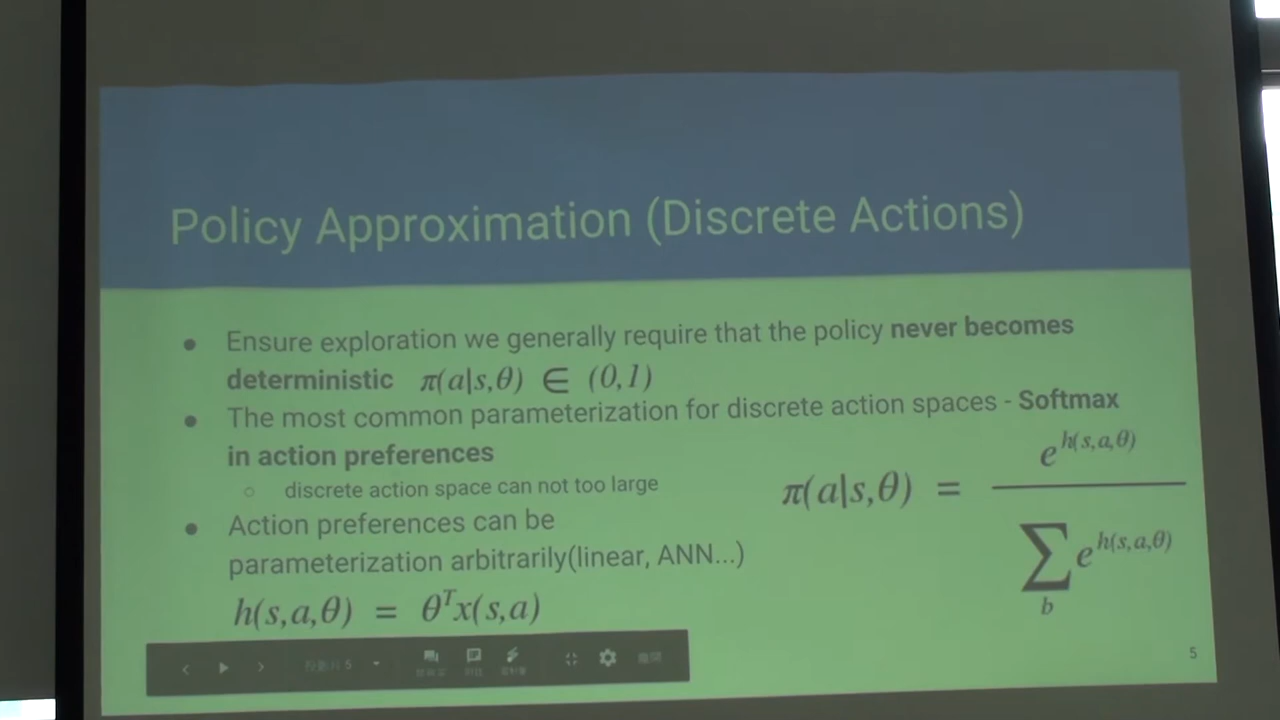 Policy Approximation (Discrete Actions)
● Ensure exploration we generally require that the policy never becomes
deterministic π(a|s,θ) ∈ (0,1)
● The most common parameterization for discrete action spaces - Softmax
in action preferences
○ discrete action space can not too large
π(a|s,θ) = e^{h(s,a,θ)} / ∑_b e^{h(s,a,θ)}
● Action preferences can be
parameterization arbitrarily(linear, ANN...)
h(s,a,θ) = θ^T x(s,a)
5
5